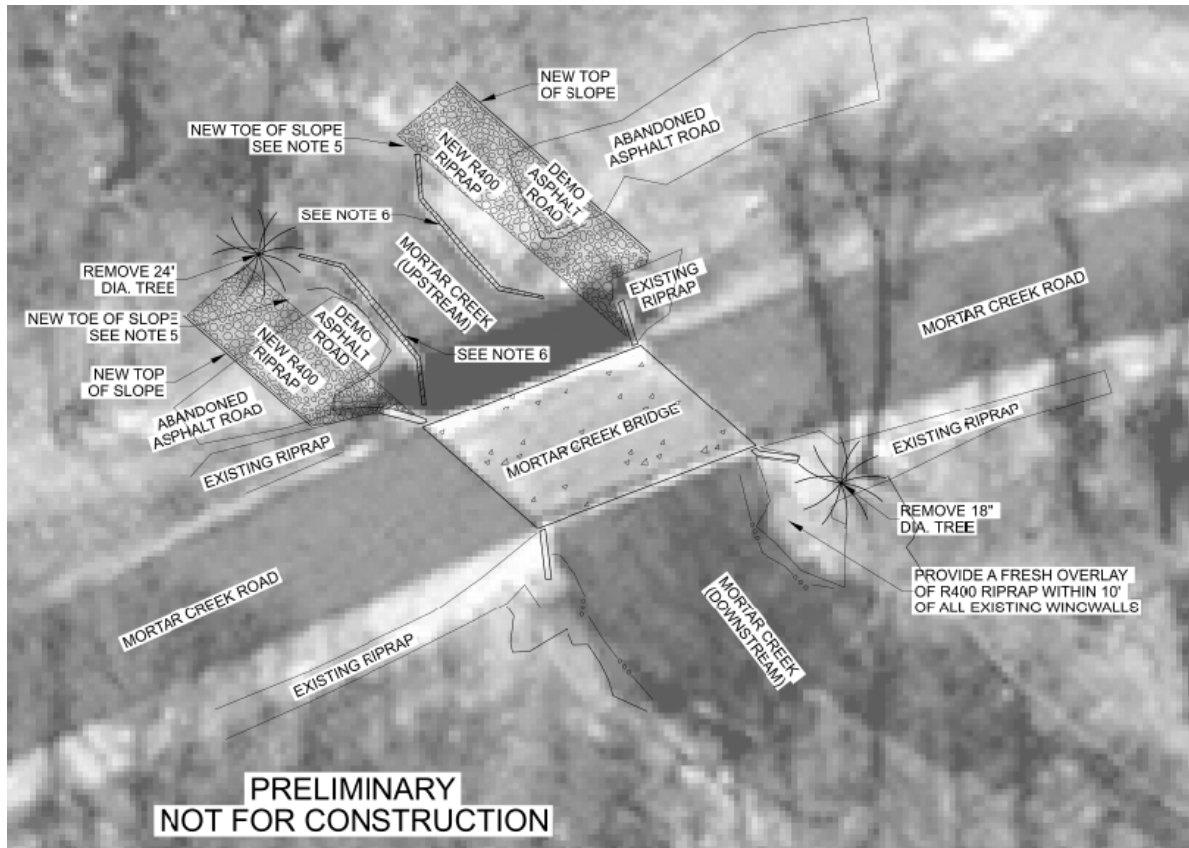 NEW TOP
OF SLOPE
ABANDONED
ASPHALT ROAD
NEW TOE OF SLOPE
SEE NOTE 5
NEW R400
RIPRAP
DEMO
ASPHALT
ROAD
SEE NOTE 6
MORTAR CREEK
(UPSTREAM)
REMOVE 24"
DIA. TREE
EXISTING
RIPRAP
MORTAR CREEK ROAD
NEW TOE OF SLOPE
SEE NOTE 5
DEMO
ASPHALT
ROAD
NEW R400
RIPRAP
SEE NOTE 6
NEW TOP
OF SLOPE
ABANDONED
ASPHALT ROAD
EXISTING RIPRAP
MORTAR CREEK BRIDGE
EXISTING RIPRAP
REMOVE 18"
DIA. TREE
PROVIDE A FRESH OVERLAY
OF R400 RIPRAP WITHIN 10'
OF ALL EXISTING WINGWALLS
MORTAR CREEK ROAD
MORTAR CREEK
(DOWNSTREAM)
EXISTING RIPRAP
PRELIMINARY
NOT FOR CONSTRUCTION